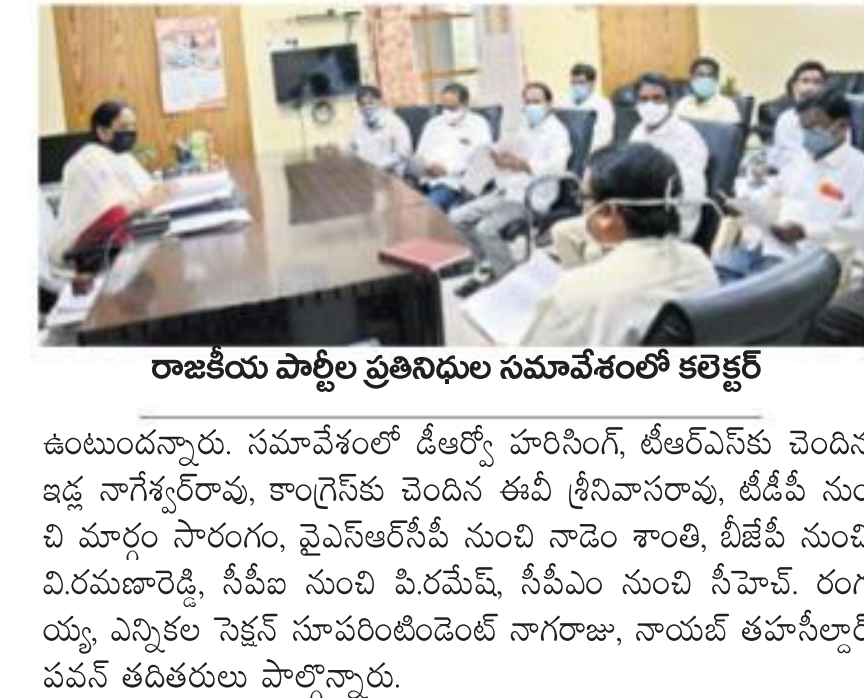 రాజకీయ పార్టీల ప్రతినిధుల సమావేశంలో కలెక్టర్
ఉంటుందన్నారు. సమావేశంలో డీఆర్వో హరిసింగ్, టీఆర్ఎస్‌కు చెందిన
ఇడ్ల నాగేశ్వర్‌రావు, కాంగ్రెస్‌కు చెందిన ఈవీ శ్రీనివాసరావు, టీడీపీ నుం
చి మార్గం సారంగం, వైఎస్ఆర్‌సీపీ నుంచి నాడెం శాంతి, బీజేపీ నుంచి
వి.రమణారెడ్డి, సీపీఐ నుంచి పి.రమేష్, సీపీఎం నుంచి సీహెచ్. రంగ
య్య, ఎన్నికల సెక్షన్ సూపరింటిండెంట్ నాగరాజు, నాయబ్ తహసీల్దార్
పవన్ తదితరులు పాల్గొన్నారు.